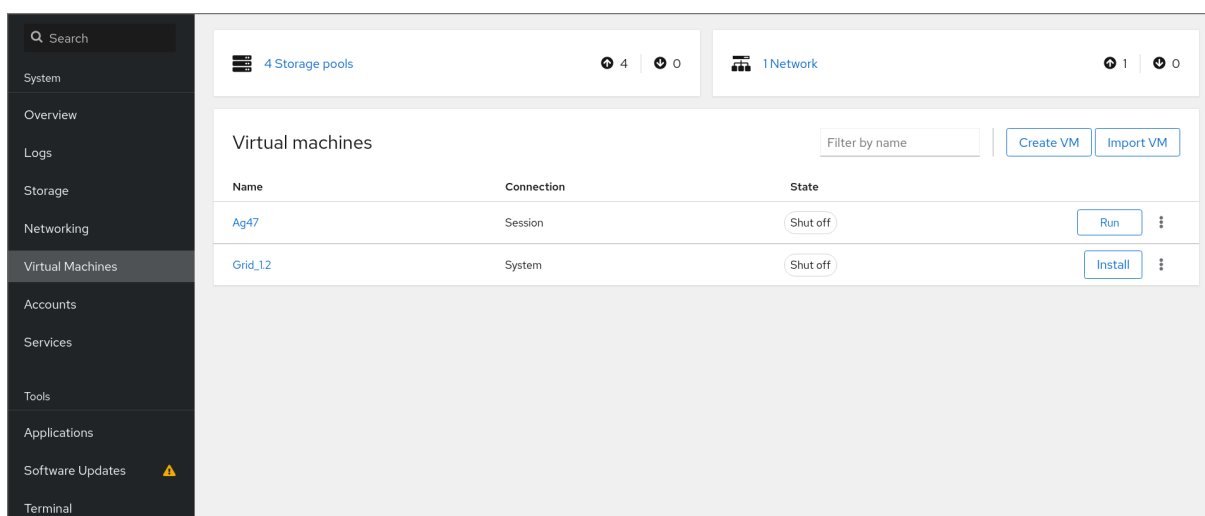 Search
System
Overview
Logs
Storage
Networking
Virtual Machines
Accounts
Services
Tools
Applications
Software Updates
Terminal
4 Storage pools 4 0
1 Network 1 0
Virtual machines Filter by name Create VM Import VM
Name Connection State
Ag47 Session Shut off Run
Grid_1.2 System Shut off Install